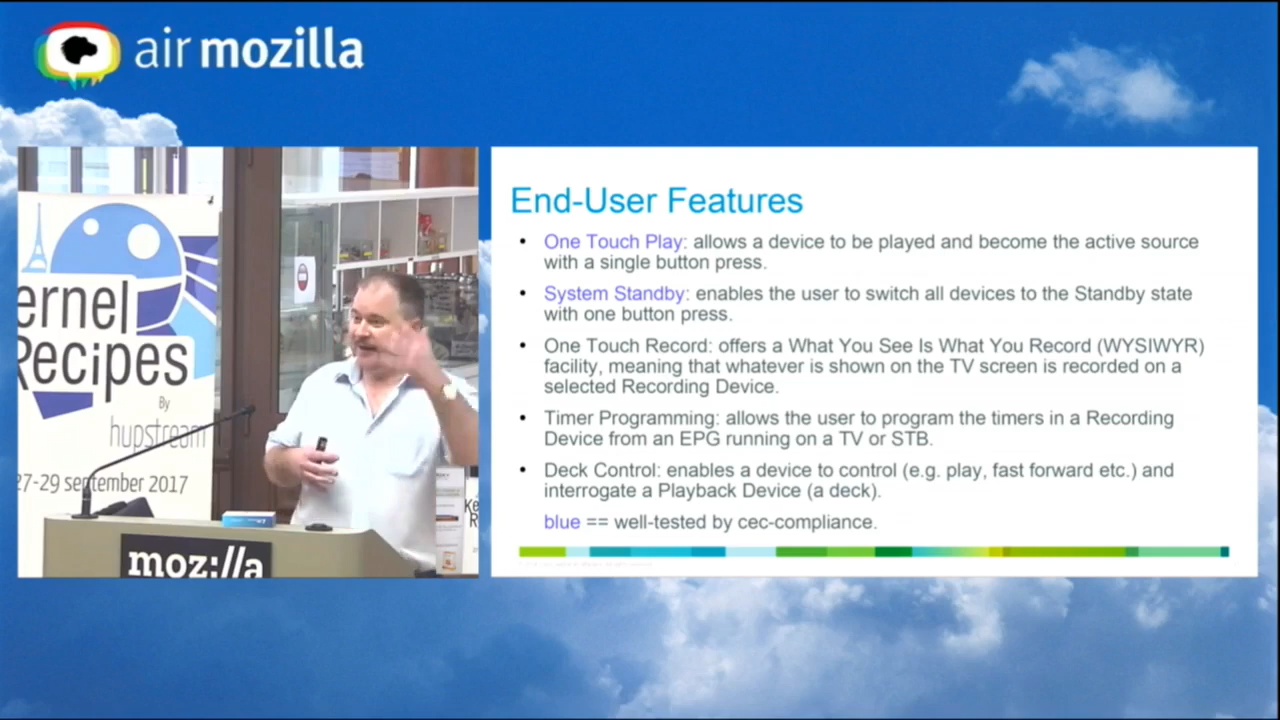 air mozilla
ernel
Recipes
By
hupstream
27-29 september 2017
moz://a
End-User Features
• One Touch Play: allows a device to be played and become the active source
with a single button press.
• System Standby: enables the user to switch all devices to the Standby state
with one button press.
• One Touch Record: offers a What You See Is What You Record (WYSIWYR)
facility, meaning that whatever is shown on the TV screen is recorded on a
selected Recording Device.
• Timer Programming: allows the user to program the timers in a Recording
Device from an EPG running on a TV or STB.
• Deck Control: enables a device to control (e.g. play, fast forward etc.) and
interrogate a Playback Device (a deck).
blue == well-tested by cec-compliance.